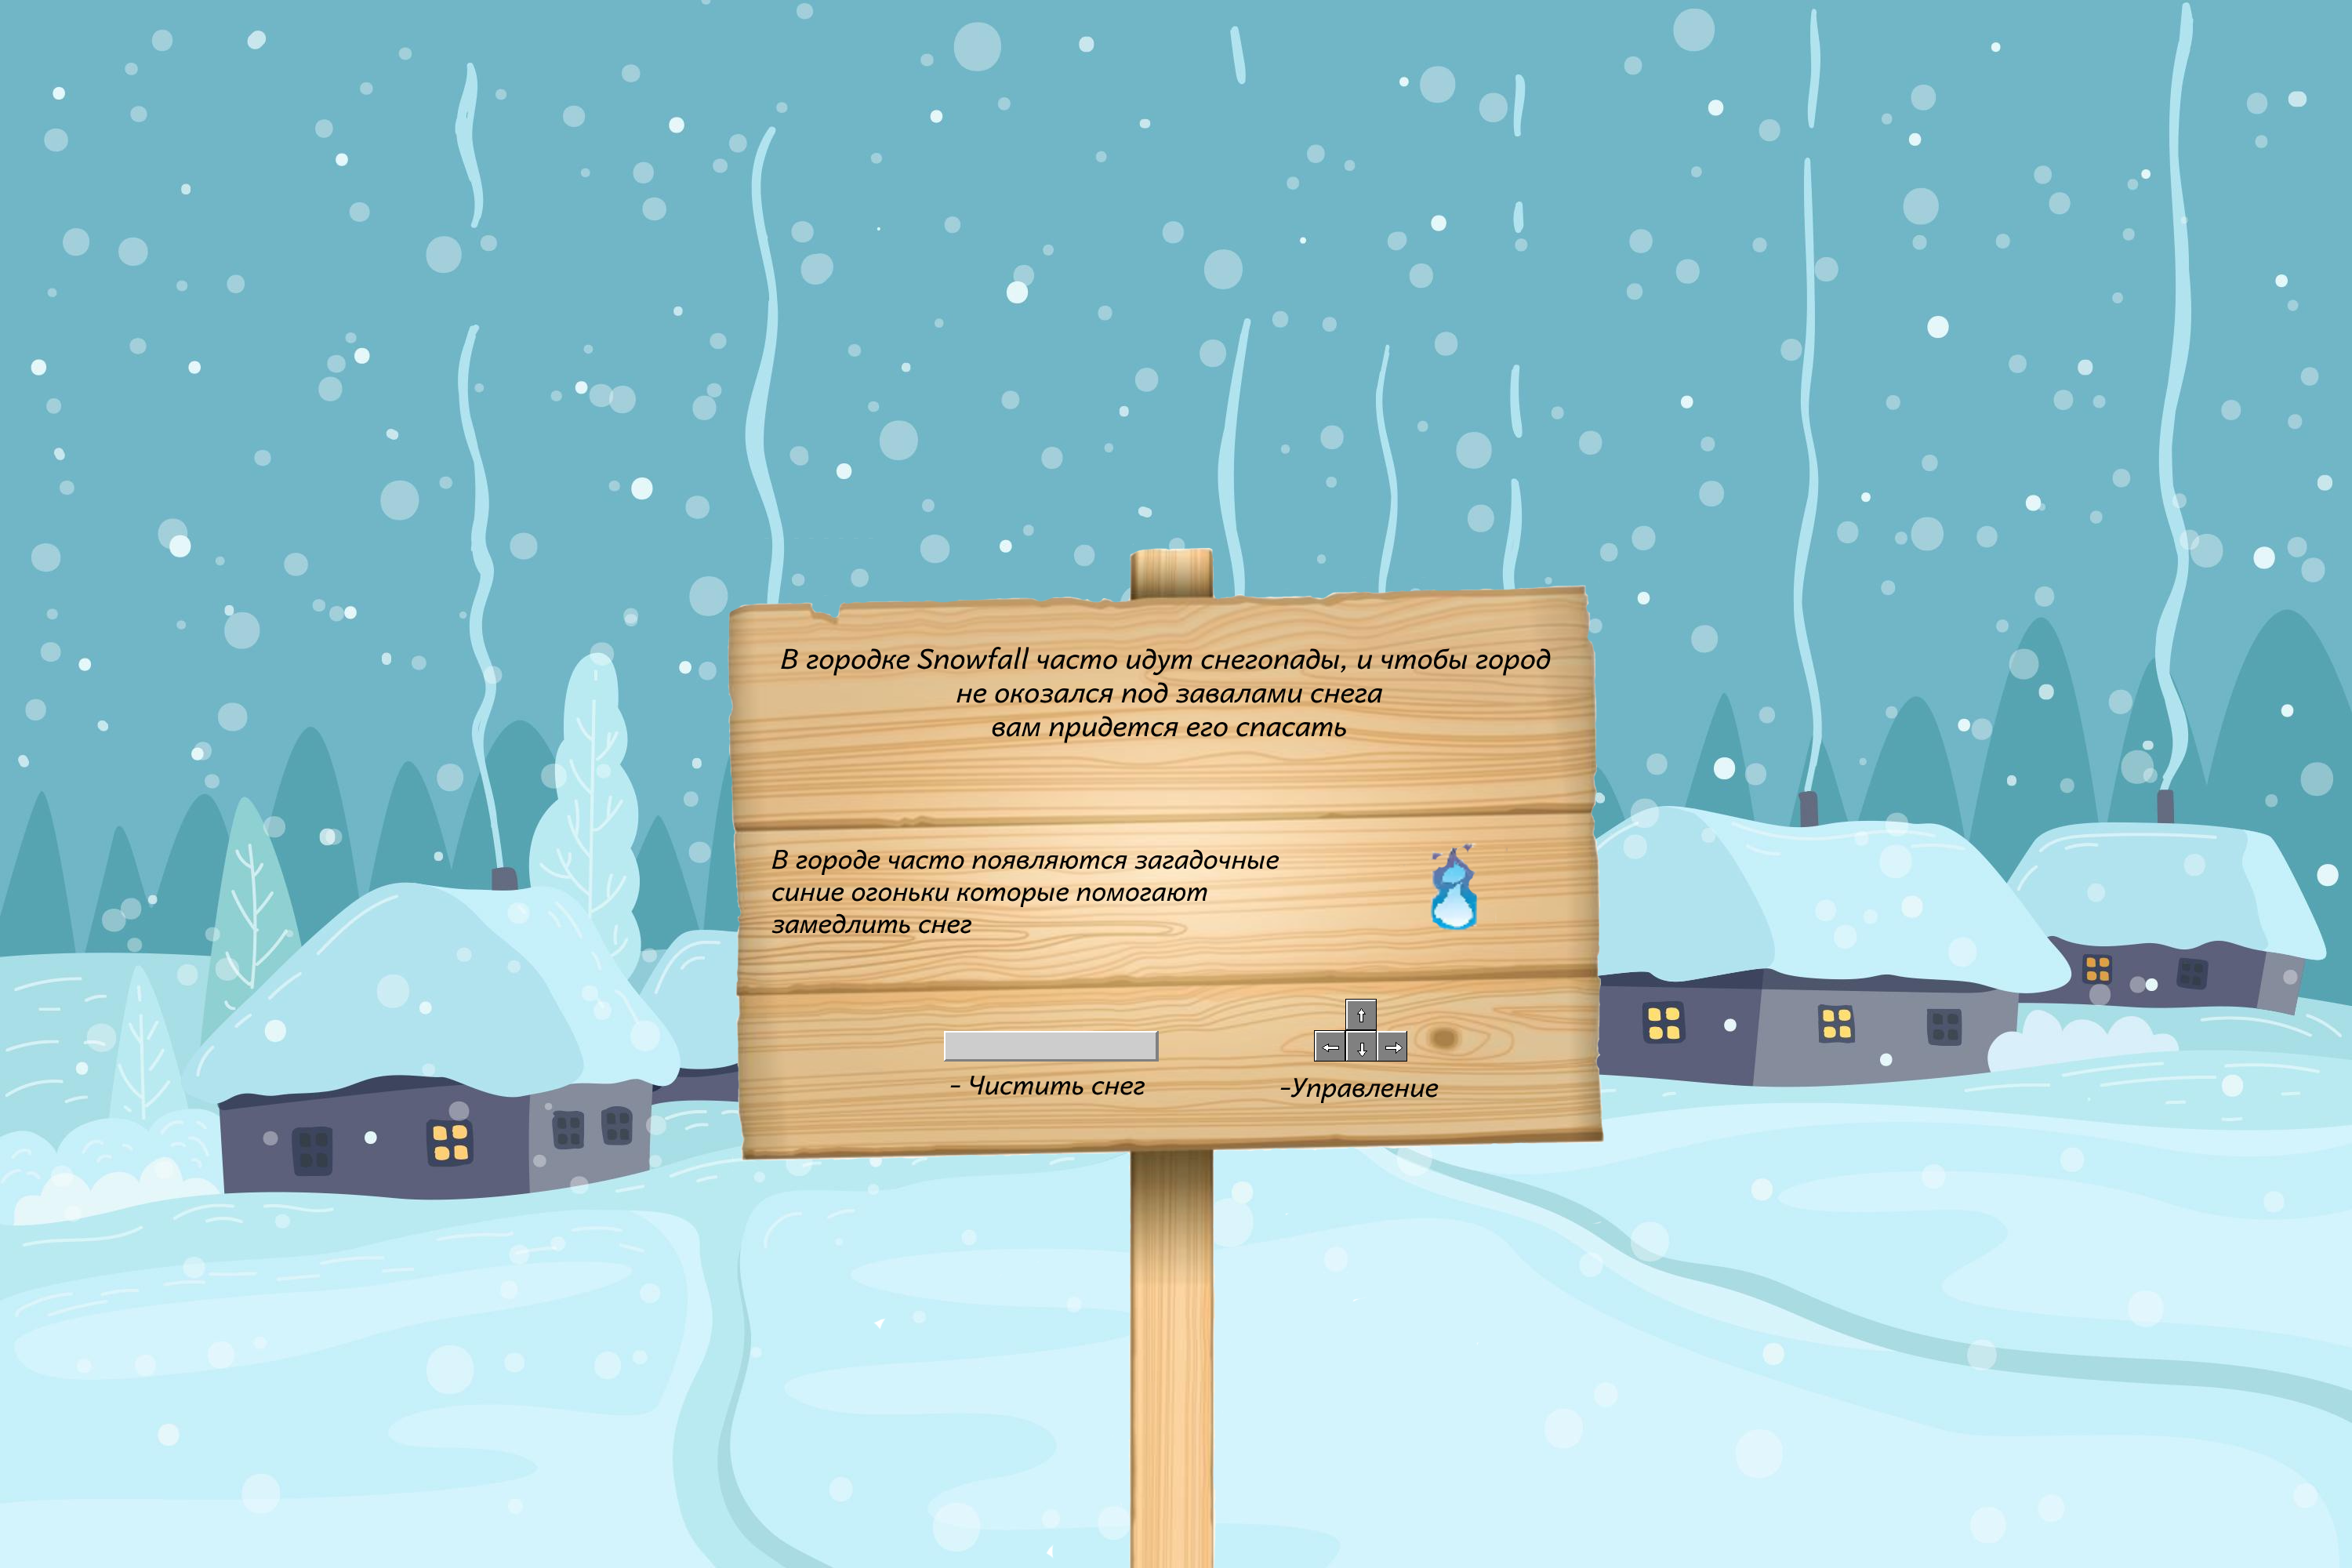 В городке Snowfall часто идут снегопады, и чтобы город
не окозался под завалами снега
вам придется его спасать
В городе часто появляются загадочные
синие огоньки которые помогают
замедлить снег
- Чистить снег
-Управление